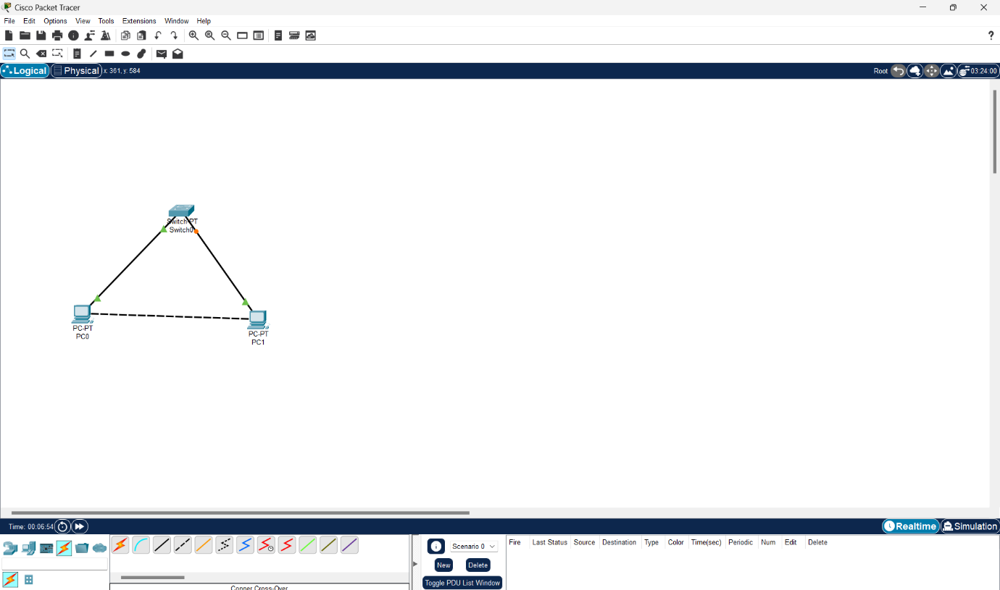 Cisco Packet Tracer
File Edit Options View Tools Extensions Window Help
?
Logical Physical x: 361, y: 584 Root 03:24:00
Switch-PT
Switch0
PC-PT
PC0
PC-PT
PC1
Time: 00:06:54 Realtime Simulation
Scenario 0
New Delete
Toggle PDU List Window
Fire Last Status Source Destination Type Color Time(sec) Periodic Num Edit Delete
Copper Cross-Over